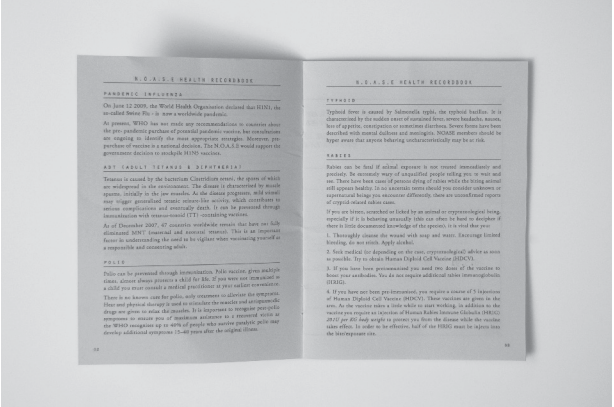 N.O.A.S.E HEALTH RECORDBOOK
PANDEMIC INFLUENZA
On June 12 2009, the World Health Organization declared that H1N1, the
so-called Swine Flu - is now a worldwide pandemic.
At present, WHO has not made any recommendations to countries about
the pre-pandemic purchase of potential pandemic vaccine, but consultations
are ongoing to identify the most appropriate strategies. Moreover, pre-
purchase of vaccine is a national decision. The N.O.A.S.E would support the
government decision to stockpile H1N1 vaccines.
ADT (ADULT TETANUS & DIPHTHERIA)
Tetanus is caused by the bacterium Clostridium tetani, the spores of which
are widespread in the environment. The disease is characterised by muscle
spasms, initially in the jaw muscles. As the disease progresses, mild stimuli
may trigger generalized tetanic seizure-like activity, which contributes to
serious complications and eventually death. It can be prevented through
immunization with tetanus-toxoid (TT) -containing vaccines.
As of December 2007, 47 countries worldwide remain that have not fully
eliminated MNT (maternal and neonatal tetanus). This is an important
factor in understanding the need to be vigilant when vaccinating yourself as
a responsible and consenting adult.
POLIO
Polio can be prevented through immunization. Polio vaccine, given multiple
times, almost always protects a child for life. If you were not immunised as
a child you must consult a medical practitioner at your earliest convenience.
There is no known cure for polio, only treatment to alleviate the symptoms.
Heat and physical therapy is used to stimulate the muscles and antispasmodic
drugs are given to relax the muscles. It is important to recognise
symptoms to ensure you of maximum assistance to a
the WHO recognises up to 40% of people who survive paralytic polio may
develop additional symptoms 15–40 years after the original illness.
N.O.A.S.E HEALTH RECORDBOOK
TYPHOID
Typhoid fever is caused by Salmonella typhi, the typhoid bacillus. It is
characterised by the sudden onset of sustained fever, severe headache, nausea,
loss of appetite, constipation or sometimes diarrhoea. Severe forms have been
described with mental dullness and meningitis. NOASE members should be
hyper aware that anyone behaving uncharacteristically may be at risk.
RABIES
Rabies can be fatal if animal exposure is not treated immediately and
precisely. Be extremely wary of unqualified people telling you to wait and
see. There have been cases of persons dying of rabies while the biting animal
still appears healthy. In an uncertain event should you consider unknown or
supernatural beings you encounter differently, there are unconfirmed reports
of cryptid-related rabies cases.
If you are bitten, scratched or licked by an animal or cryptozoological being,
especially if it is behaving unusually (this can often be hard to decipher if
there is little documented knowledge of the species), it is vital that you:
1. Thoroughly cleanse the wound with soap and water. Encourage limited
bleeding, do not stitch. Apply alcohol.
2. Seek medical (or depending on the case, cryptozoological) advice as soon
as possible. Try to obtain Human Diploid Cell Vaccine (HDCV).
3. If you have been pre-immunised you need two doses of the vaccine to
boost your antibodies. You do not require additional rabies immunoglobulin
(HRIG).
4. If you have not been pre-immunised, you require a course of 5 injections
of Human Diploid Cell Vaccine (HDCV). These vaccines are given in the
arm. As the vaccine takes a little while to start working, in addition to the
vaccine you require an injection of Human Rabies Immune Globulin (HRIG)
20IU per KG body weight to protect you from the disease while the vaccine
takes effect. In order to be effective, half of the HRIG must be injected into
the bite/exposure site.